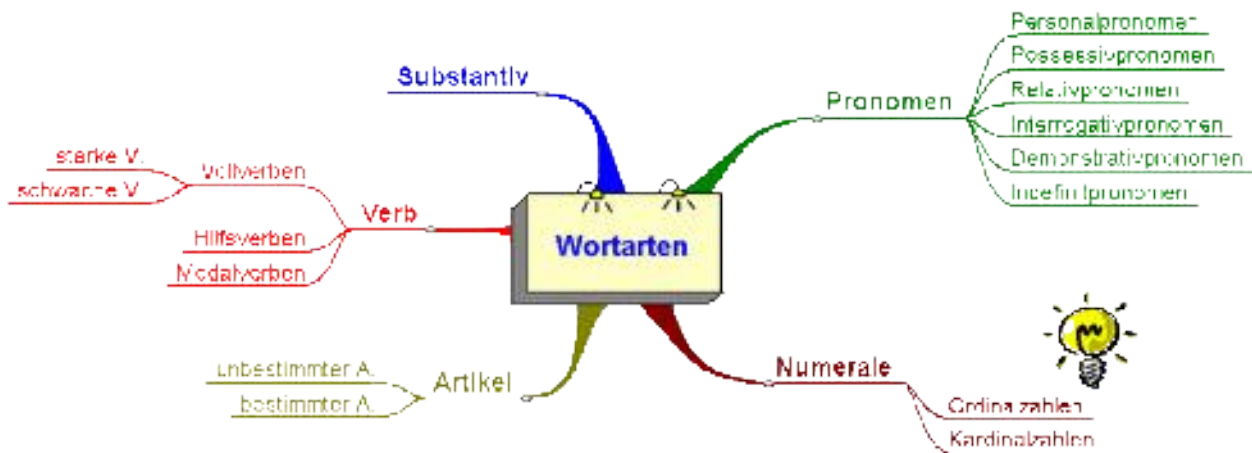 Wortarten
Substantiv
Pronomen
Personalpronomen
Possessivpronomen
Relativpronomen
Interrogativpronomen
Demonstrativpronomen
Indefinitpronomen
Verb
Vollverben
starke V.
schwache V.
Hilfsverben
Modalverben
Artikel
unbestimmter A.
bestimmter A.
Numerale
Ordinalzahlen
Kardinalzahlen